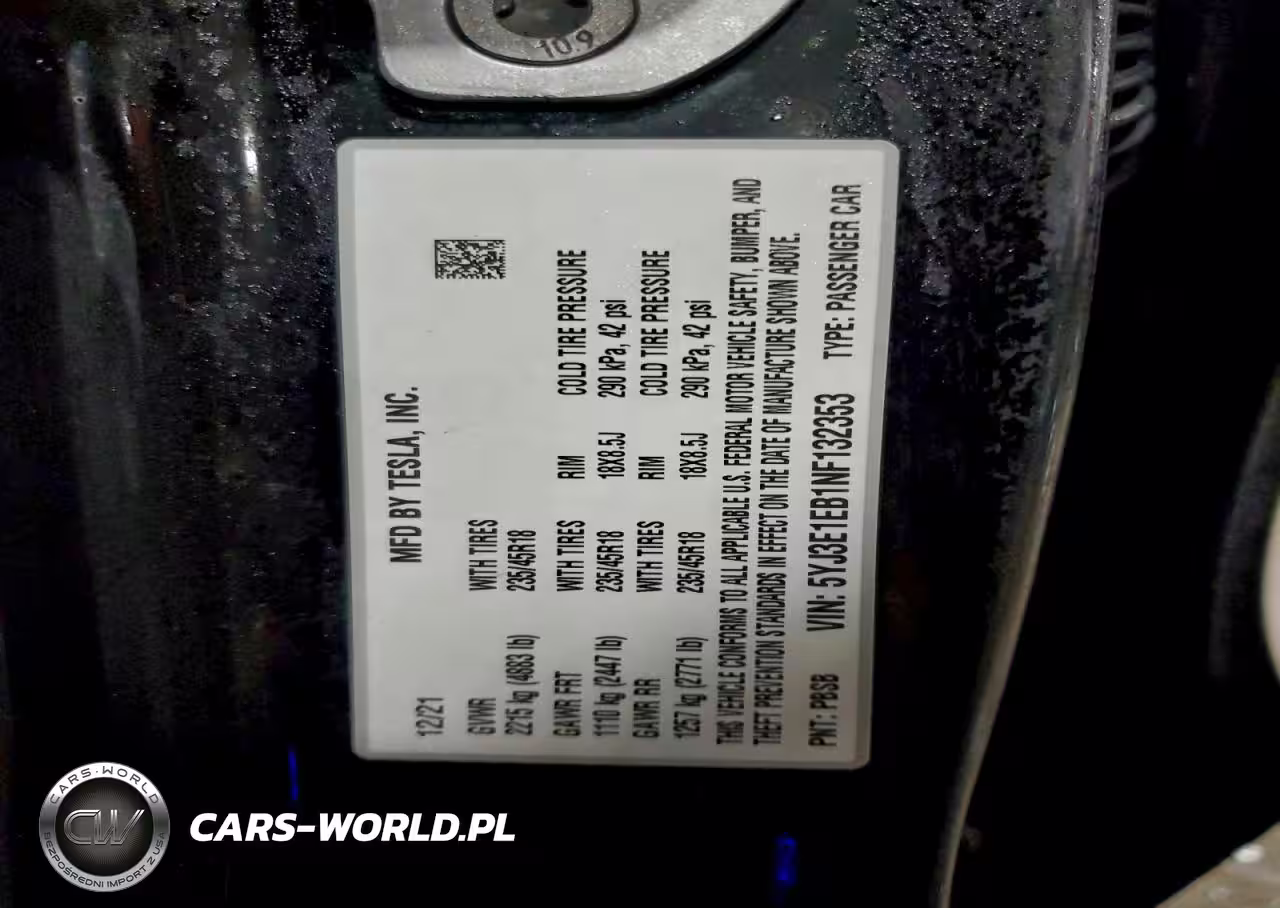 10.9
12/21 MFD BY TESLA, INC.
GVWR WITH TIRES
2215 kg (4883 lb) 235/45R18
GAWR FRT WITH TIRES RIM COLD TIRE PRESSURE
1110 kg (2447 lb) 235/45R18 18X8.5J 290 kPa, 42 psi
GAWR RR WITH TIRES RIM COLD TIRE PRESSURE
1257 kg (2771 lb) 235/45R18 18X8.5J 290 kPa, 42 psi
THIS VEHICLE CONFORMS TO ALL APPLICABLE U.S. FEDERAL MOTOR VEHICLE SAFETY, BUMPER, AND
THEFT PREVENTION STANDARDS IN EFFECT ON THE DATE OF MANUFACTURE SHOWN ABOVE.
PNT: PBSB VIN: 5YJ3E1EB1NF132353 TYPE: PASSENGER CAR
CARS-WORLD
CW
BEZPOŚREDNI IMPORT Z USA
CARS-WORLD.PL